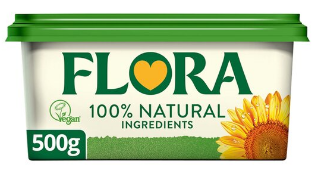 FLORA
100% NATURAL
INGREDIENTS
Vegan
500g